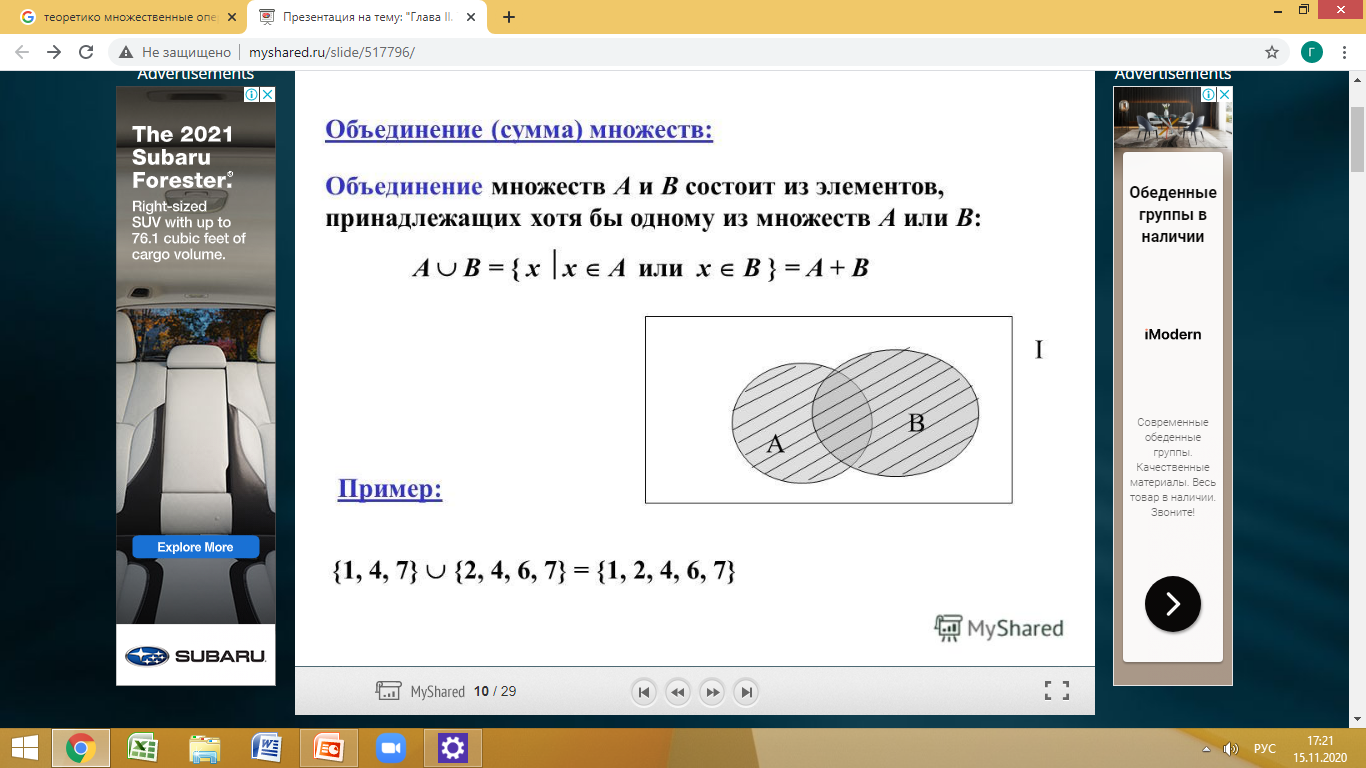 теоретико множественные опе
Презентация на тему: "Глава II.
Не защищено
myshared.ru/slide/517796/
Г
Advertisements
Advertisements
The 2021
Subaru
Forester.®
Right-sized
SUV with up to
76.1 cubic feet of
cargo volume.
Explore More
SUBARU
Объединение (сумма) множеств:
Объединение множеств A и B состоит из элементов,
принадлежащих хотя бы одному из множеств A или B:
A ∪ B = { x | x ∈ A или x ∈ B } = A + B
I
A
B
Пример:
{1, 4, 7} ∪ {2, 4, 6, 7} = {1, 2, 4, 6, 7}
MyShared
MyShared 10 / 29
Обеденные
группы в
наличии
iModern
Современные
обеденные
группы.
Качественные
материалы. Весь
товар в наличии.
Звоните!
РУС
17:21
15.11.2020